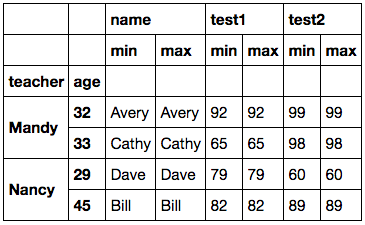 name test1 test2
min max min max min max
teacher age
Mandy 32 Avery Avery 92 92 99 99
33 Cathy Cathy 65 65 98 98
Nancy 29 Dave Dave 79 79 60 60
45 Bill Bill 82 82 89 89